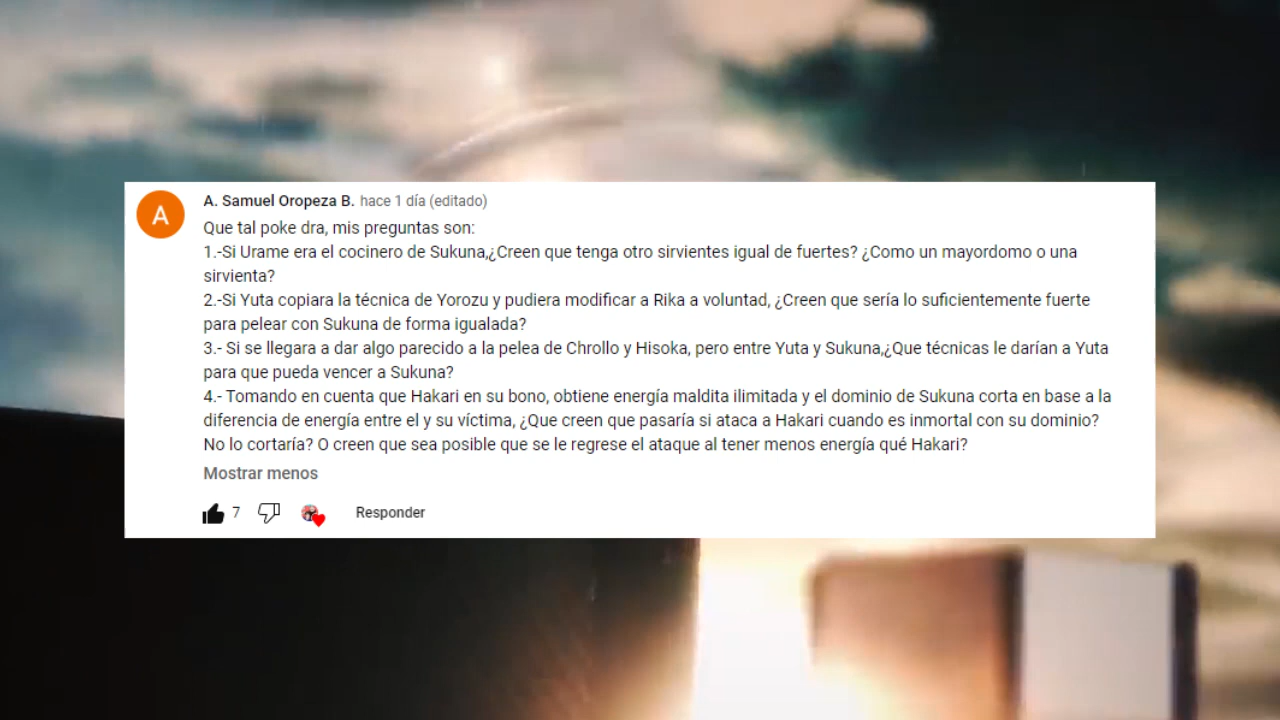 A
A. Samuel Oropeza B. hace 1 día (editado)
Que tal poke dra, mis preguntas son:
1.-Si Urame era el cocinero de Sukuna,¿Creen que tenga otro sirvientes igual de fuertes? ¿Como un mayordomo o una
sirvienta?
2.-Si Yuta copiara la técnica de Yorozu y pudiera modificar a Rika a voluntad, ¿Creen que sería lo suficientemente fuerte
para pelear con Sukuna de forma igualada?
3.- Si se llegara a dar algo parecido a la pelea de Chrollo y Hisoka, pero entre Yuta y Sukuna,¿Que técnicas le darían a Yuta
para que pueda vencer a Sukuna?
4.- Tomando en cuenta que Hakari en su bono, obtiene energía maldita ilimitada y el dominio de Sukuna corta en base a la
diferencia de energía entre el y su víctima, ¿Que creen que pasaría si ataca a Hakari cuando es inmortal con su dominio?
No lo cortaría? O creen que sea posible que se le regrese el ataque al tener menos energía qué Hakari?
Mostrar menos
7 Responder